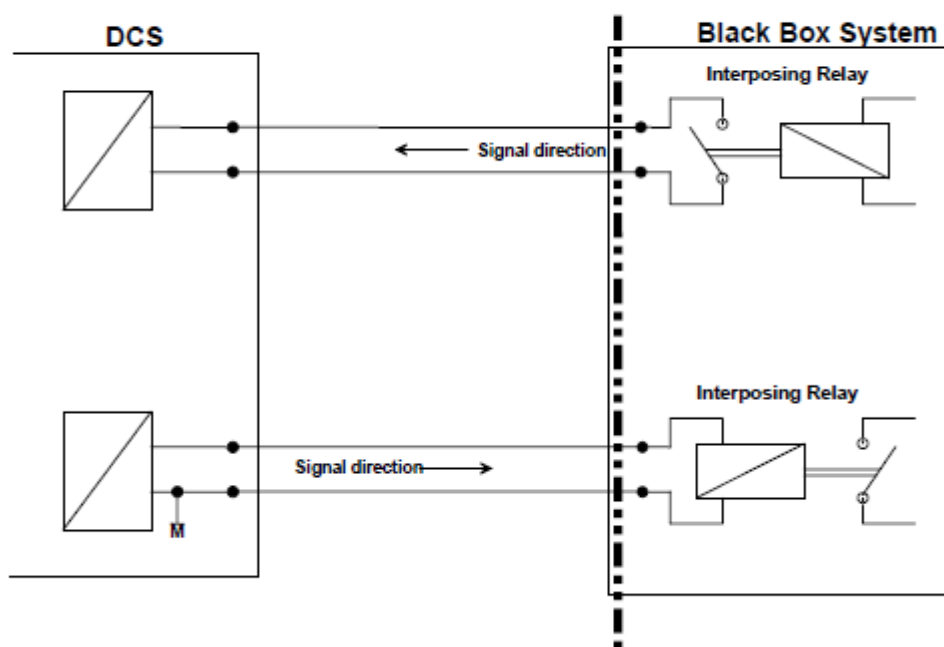 DCS
Black Box System
Interposing Relay
Signal direction
Interposing Relay
Signal direction
M